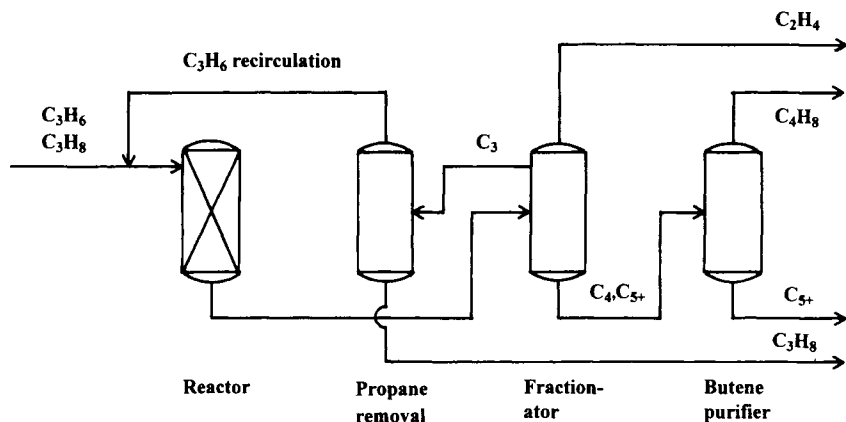 C₂H₄
C₃H₆ recirculation
C₃H₆
C₃H₈
C₄H₈
C₃
C₄,C₅₊
C₅₊
C₃H₈
Reactor
Propane
removal
Fraction-
ator
Butene
purifier